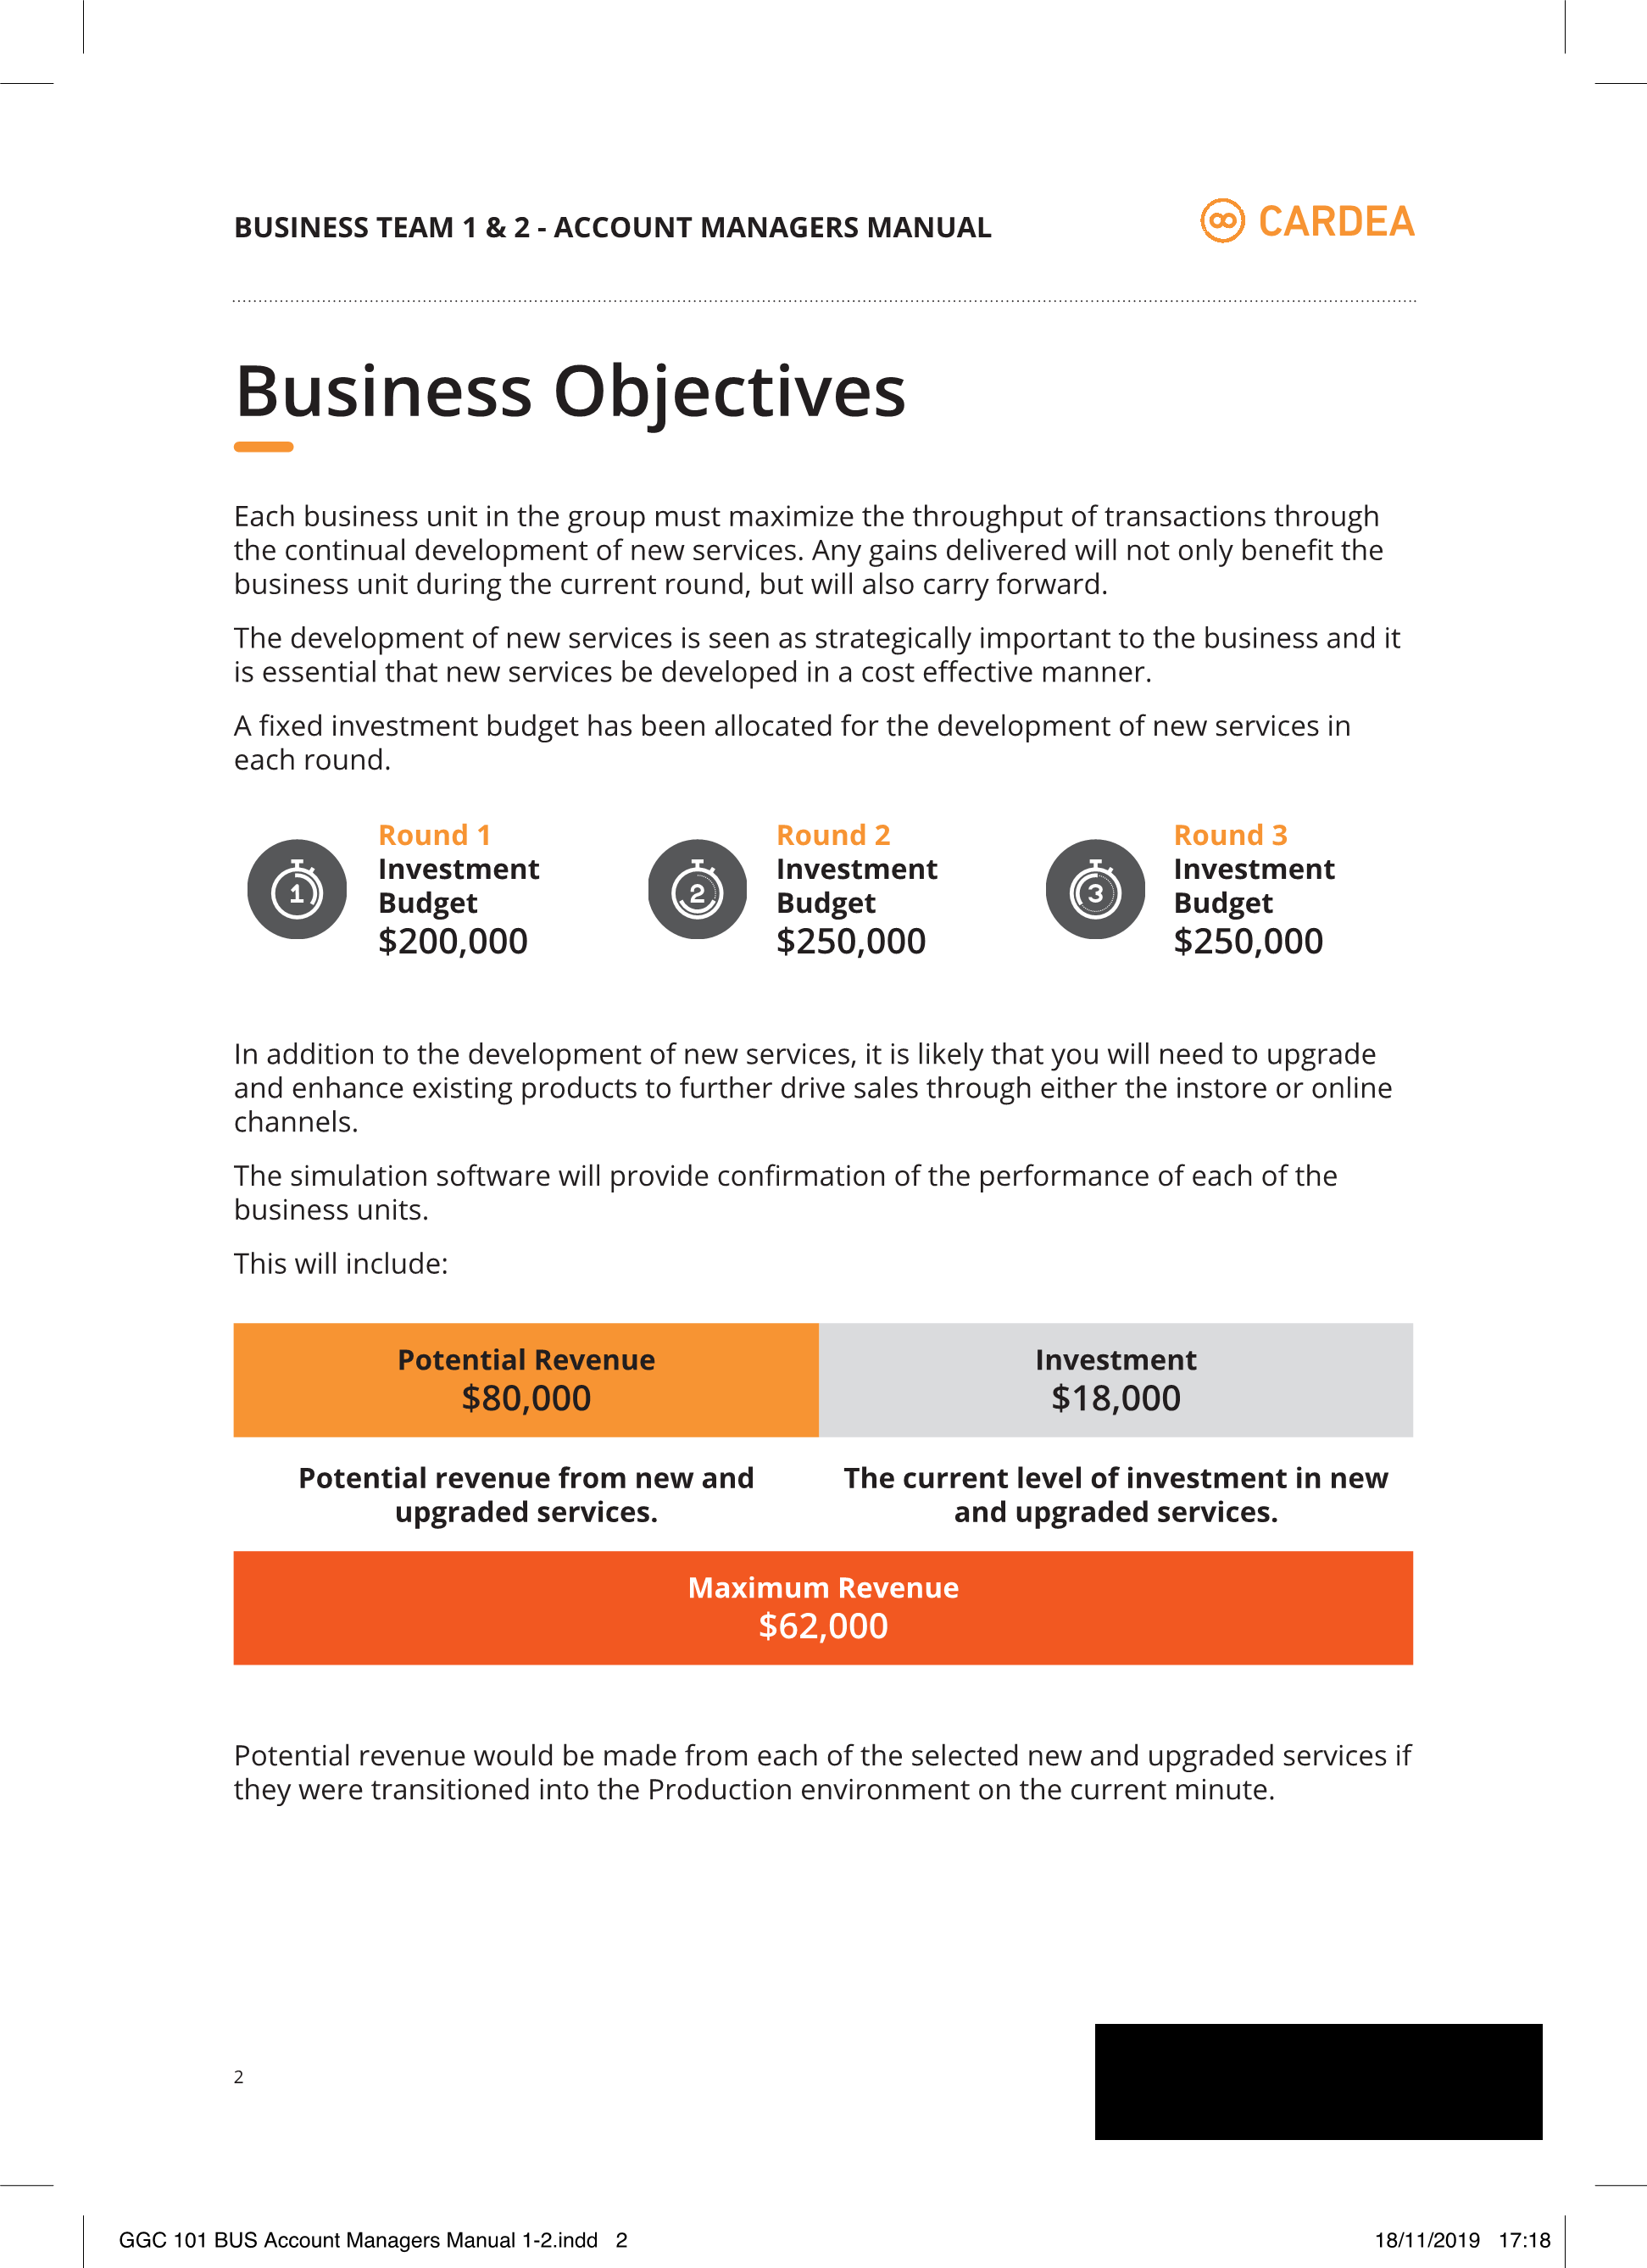 BUSINESS TEAM 1 & 2 - ACCOUNT MANAGERS MANUAL
CARDEA
Business Objectives
Each business unit in the group must maximize the throughput of transactions through
the continual development of new services. Any gains delivered will not only benefit the
business unit during the current round, but will also carry forward.
The development of new services is seen as strategically important to the business and it
is essential that new services be developed in a cost effective manner.
A fixed investment budget has been allocated for the development of new services in
each round.
1
Round 1
Investment
Budget
$200,000
2
Round 2
Investment
Budget
$250,000
3
Round 3
Investment
Budget
$250,000
In addition to the development of new services, it is likely that you will need to upgrade
and enhance existing products to further drive sales through either the instore or online
channels.
The simulation software will provide confirmation of the performance of each of the
business units.
This will include:
Potential Revenue
$80,000
Investment
$18,000
Potential revenue from new and
upgraded services.
The current level of investment in new
and upgraded services.
Maximum Revenue
$62,000
Potential revenue would be made from each of the selected new and upgraded services if
they were transitioned into the Production environment on the current minute.
2
GGC 101 BUS Account Managers Manual 1-2.indd 2
18/11/2019 17:18